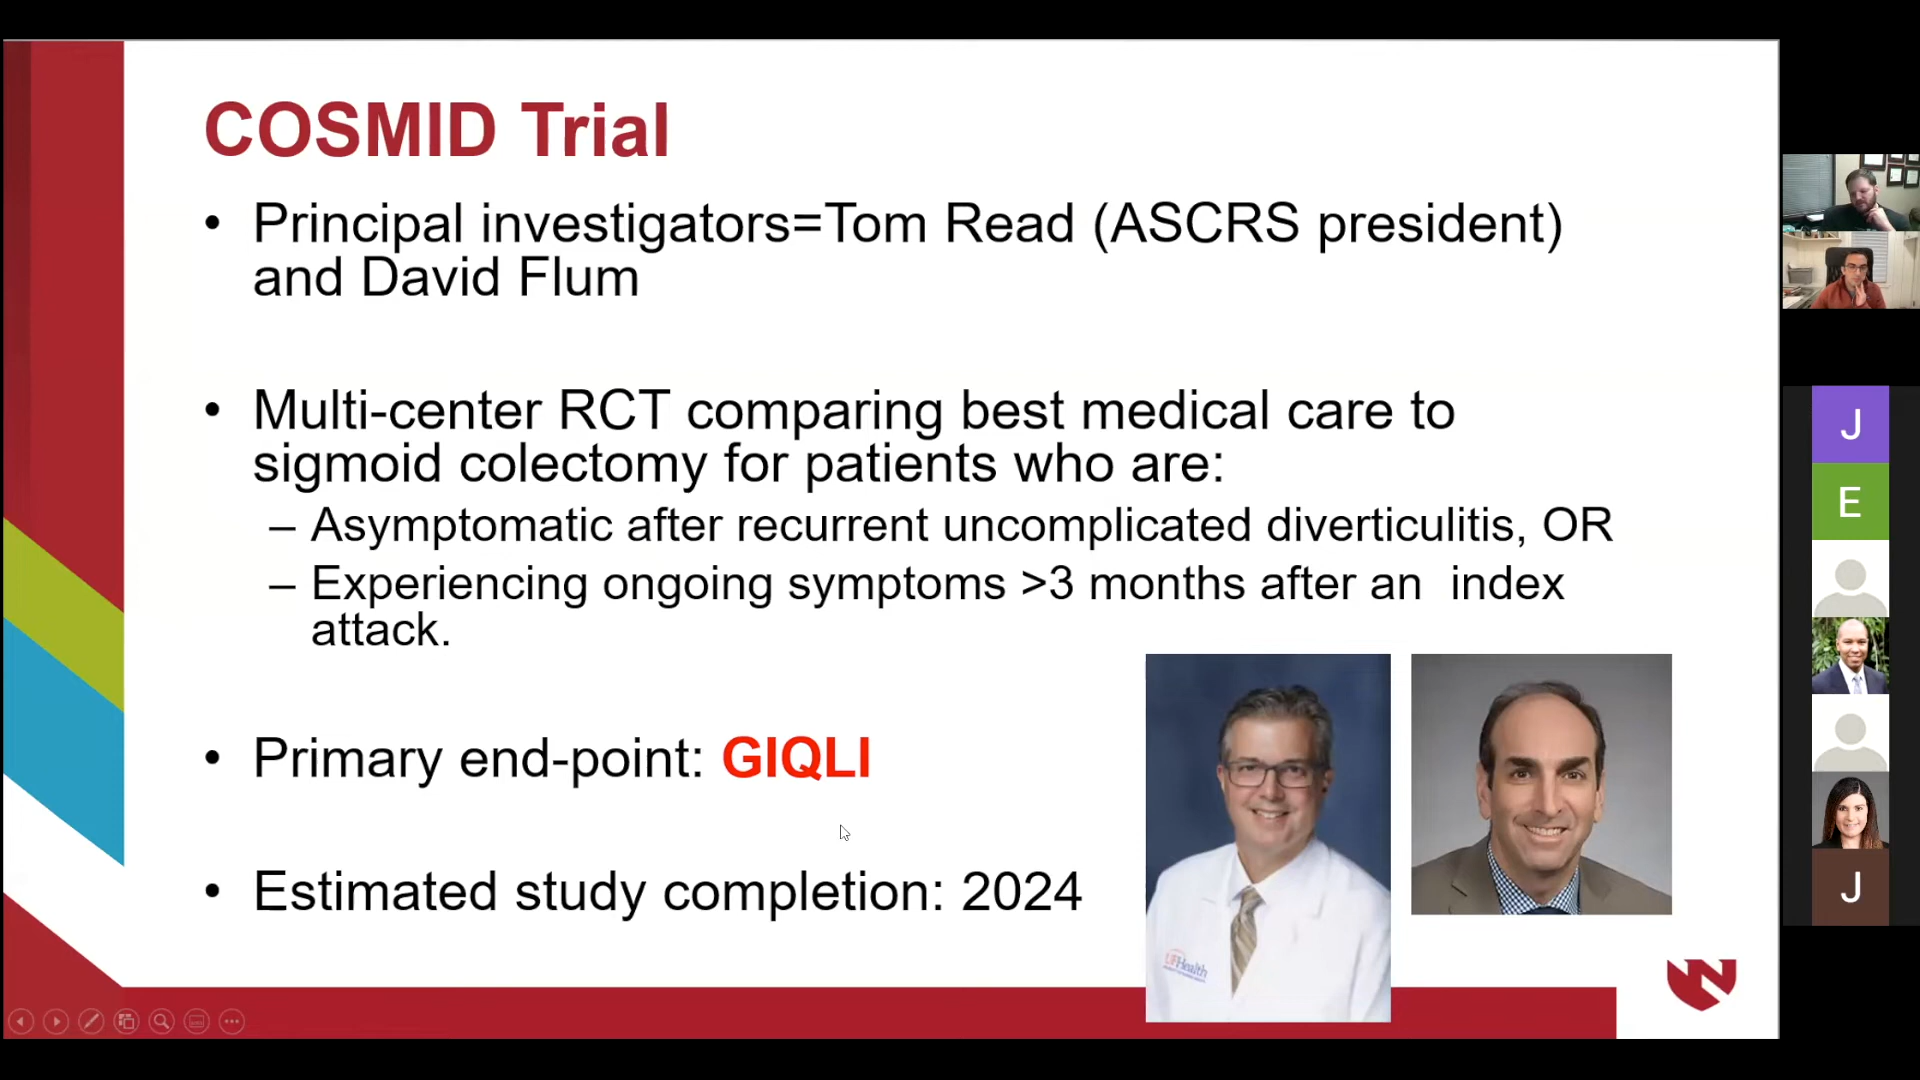 COSMID Trial
• Principal investigators=Tom Read (ASCRS president)
and David Flum
• Multi-center RCT comparing best medical care to
sigmoid colectomy for patients who are:
– Asymptomatic after recurrent uncomplicated diverticulitis, OR
– Experiencing ongoing symptoms >3 months after an index
attack.
• Primary end-point: GIQLI
• Estimated study completion: 2024
UFHealth
N
J
E
J